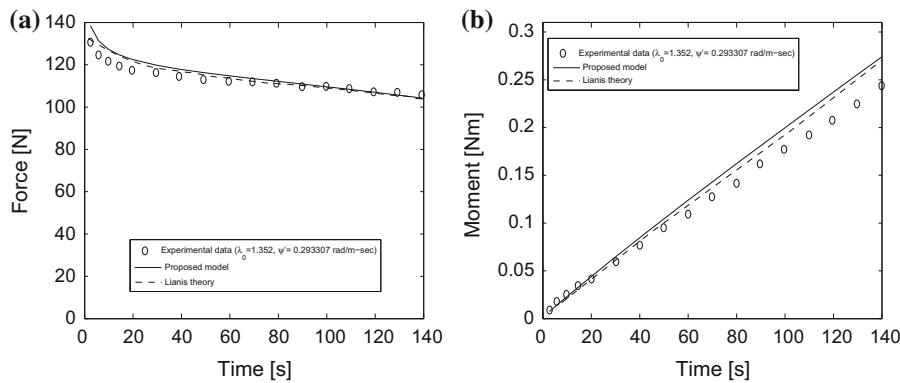 (a)
140
120
100
80
60
40
20
0
Force [N]
Experimental data (λ0=1.352, ψ'= 0.293307 rad/m−sec)
Proposed model
Lianis theory
0 20 40 60 80 100 120 140
Time [s]
(b)
0.3
0.25
0.2
0.15
0.1
0.05
0
Moment [Nm]
Experimental data (λ0=1.352, ψ'= 0.293307 rad/m−sec)
Proposed model
Lianis theory
0 20 40 60 80 100 120 140
Time [s]